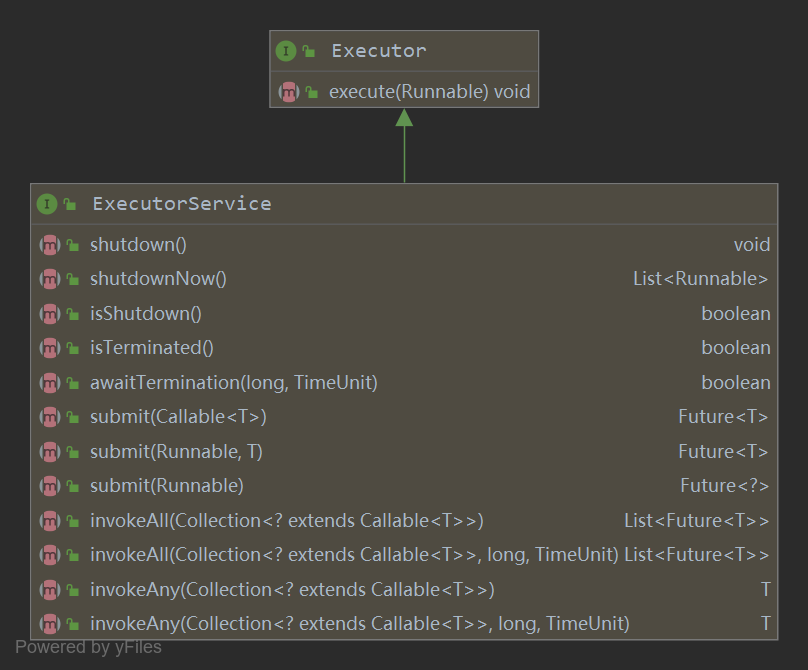 Executor
execute(Runnable) void
ExecutorService
shutdown() void
shutdownNow() List<Runnable>
isShutdown() boolean
isTerminated() boolean
awaitTermination(long, TimeUnit) boolean
submit(Callable<T>) Future<T>
submit(Runnable, T) Future<T>
submit(Runnable) Future<?>
invokeAll(Collection<? extends Callable<T>>) List<Future<T>>
invokeAll(Collection<? extends Callable<T>>, long, TimeUnit) List<Future<T>>
invokeAny(Collection<? extends Callable<T>>) T
invokeAny(Collection<? extends Callable<T>>, long, TimeUnit) T
Powered by yFiles